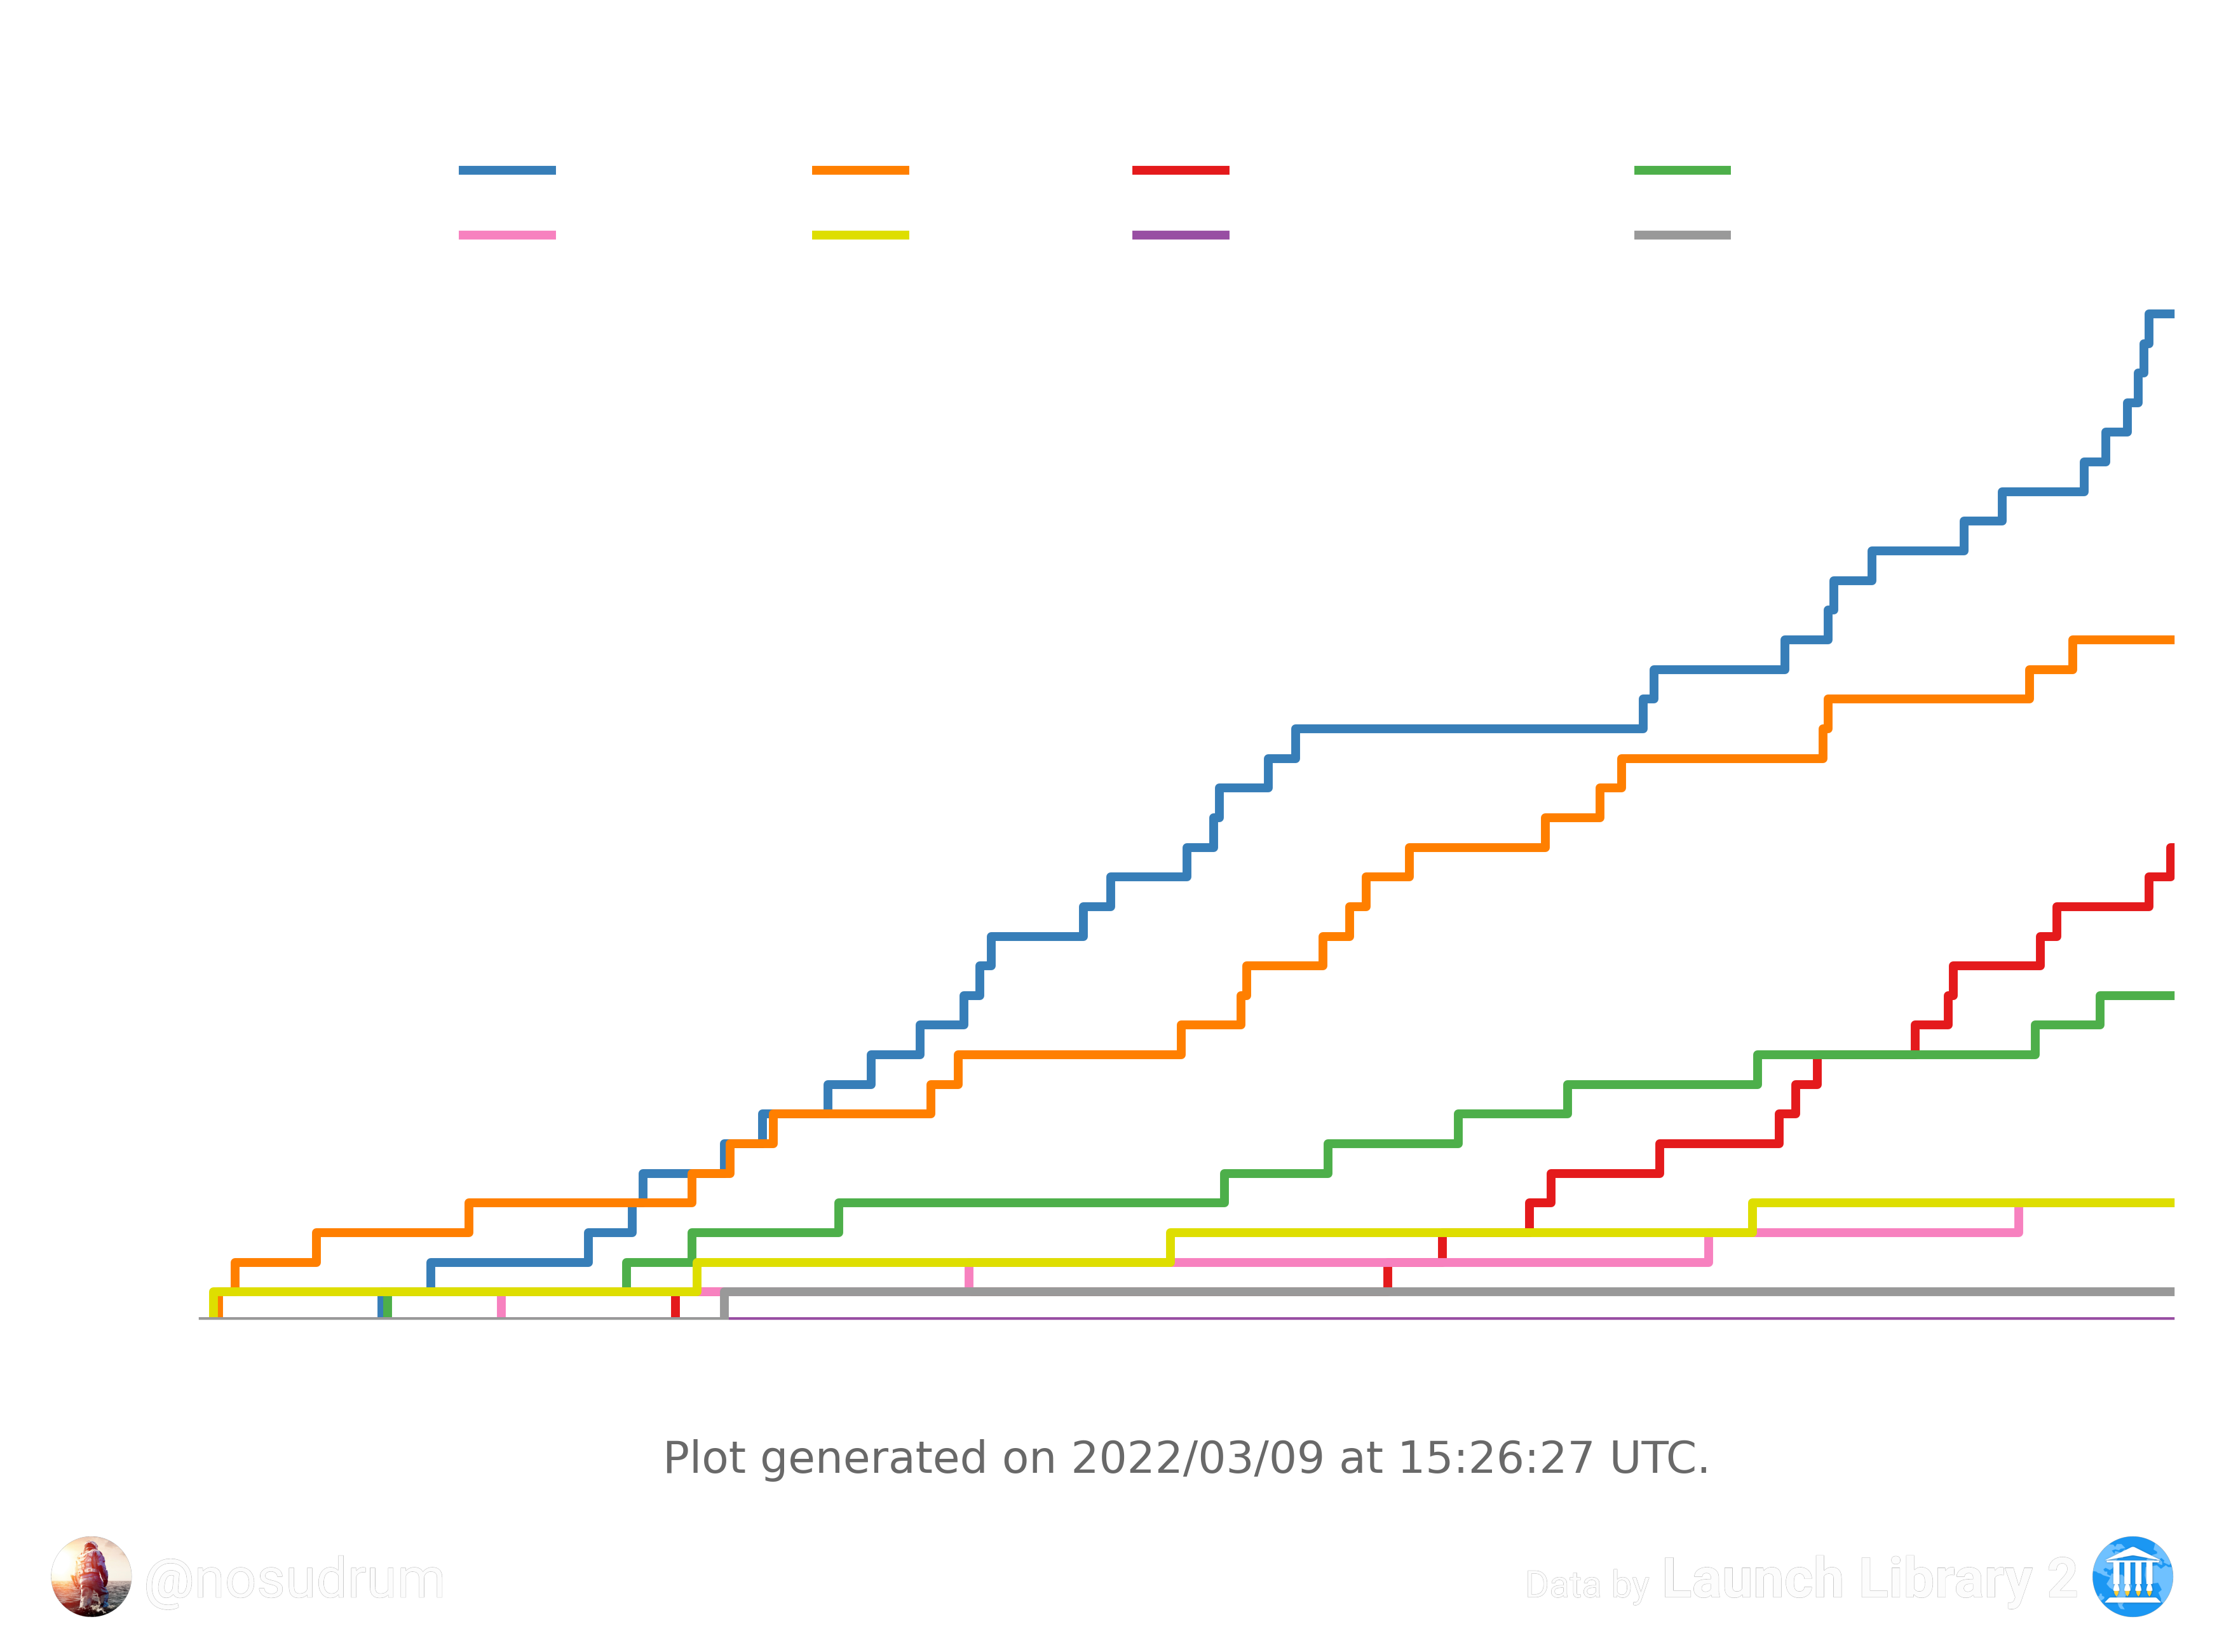 Plot generated on 2022/03/09 at 15:26:27 UTC.
@nosudrum
Data by Launch Library 2